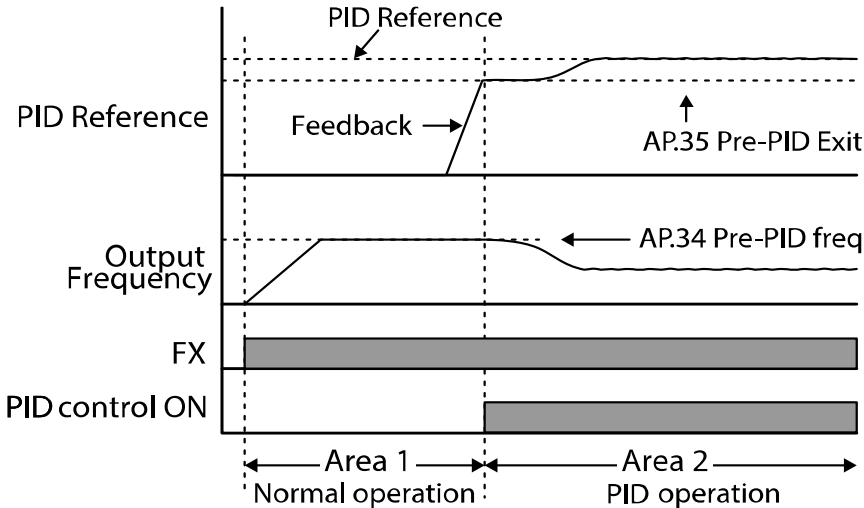 PID Reference
PID Reference
Feedback
AP.35 Pre-PID Exit
Output
Frequency
AP.34 Pre-PID freq
FX
PID control ON
Area 1
Area 2
Normal operation
PID operation